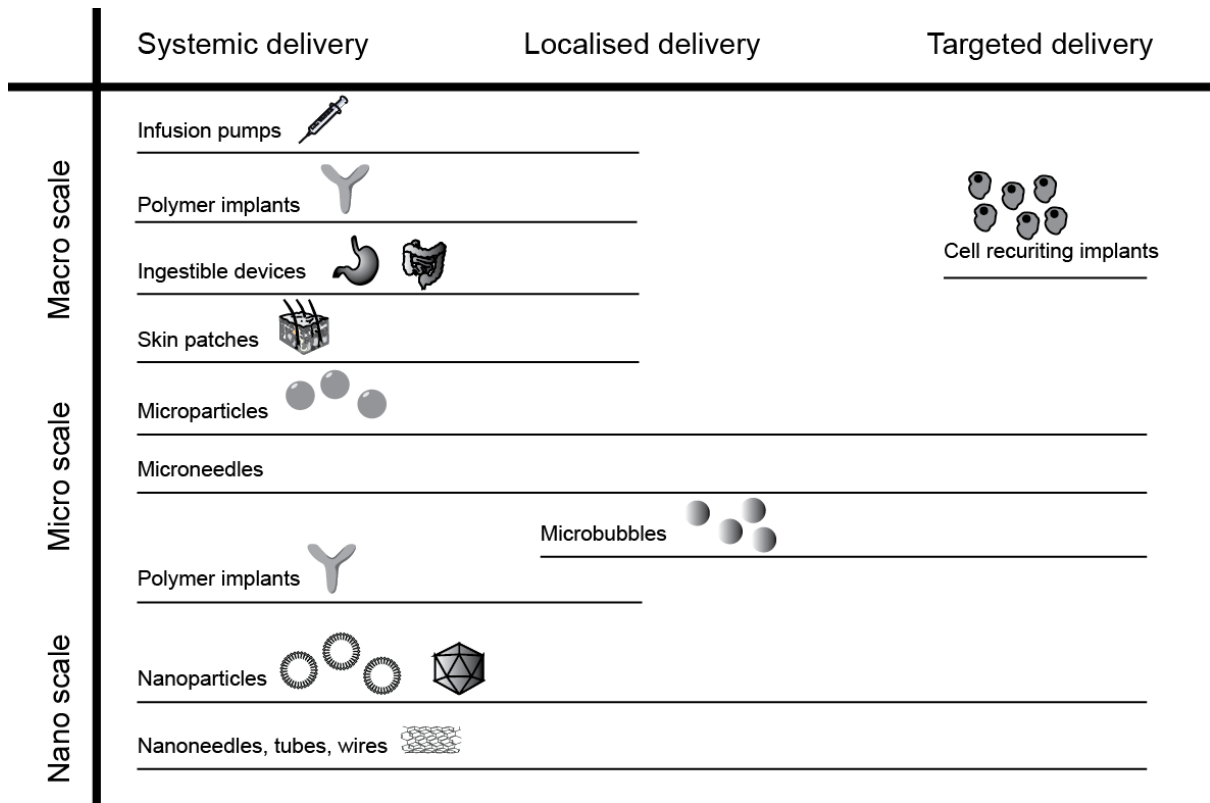 Systemic delivery
Localised delivery
Targeted delivery
Macro scale
Infusion pumps
Polymer implants
Ingestible devices
Skin patches
Cell recuriting implants
Micro scale
Microparticles
Microneedles
Microbubbles
Polymer implants
Nano scale
Nanoparticles
Nanoneedles, tubes, wires